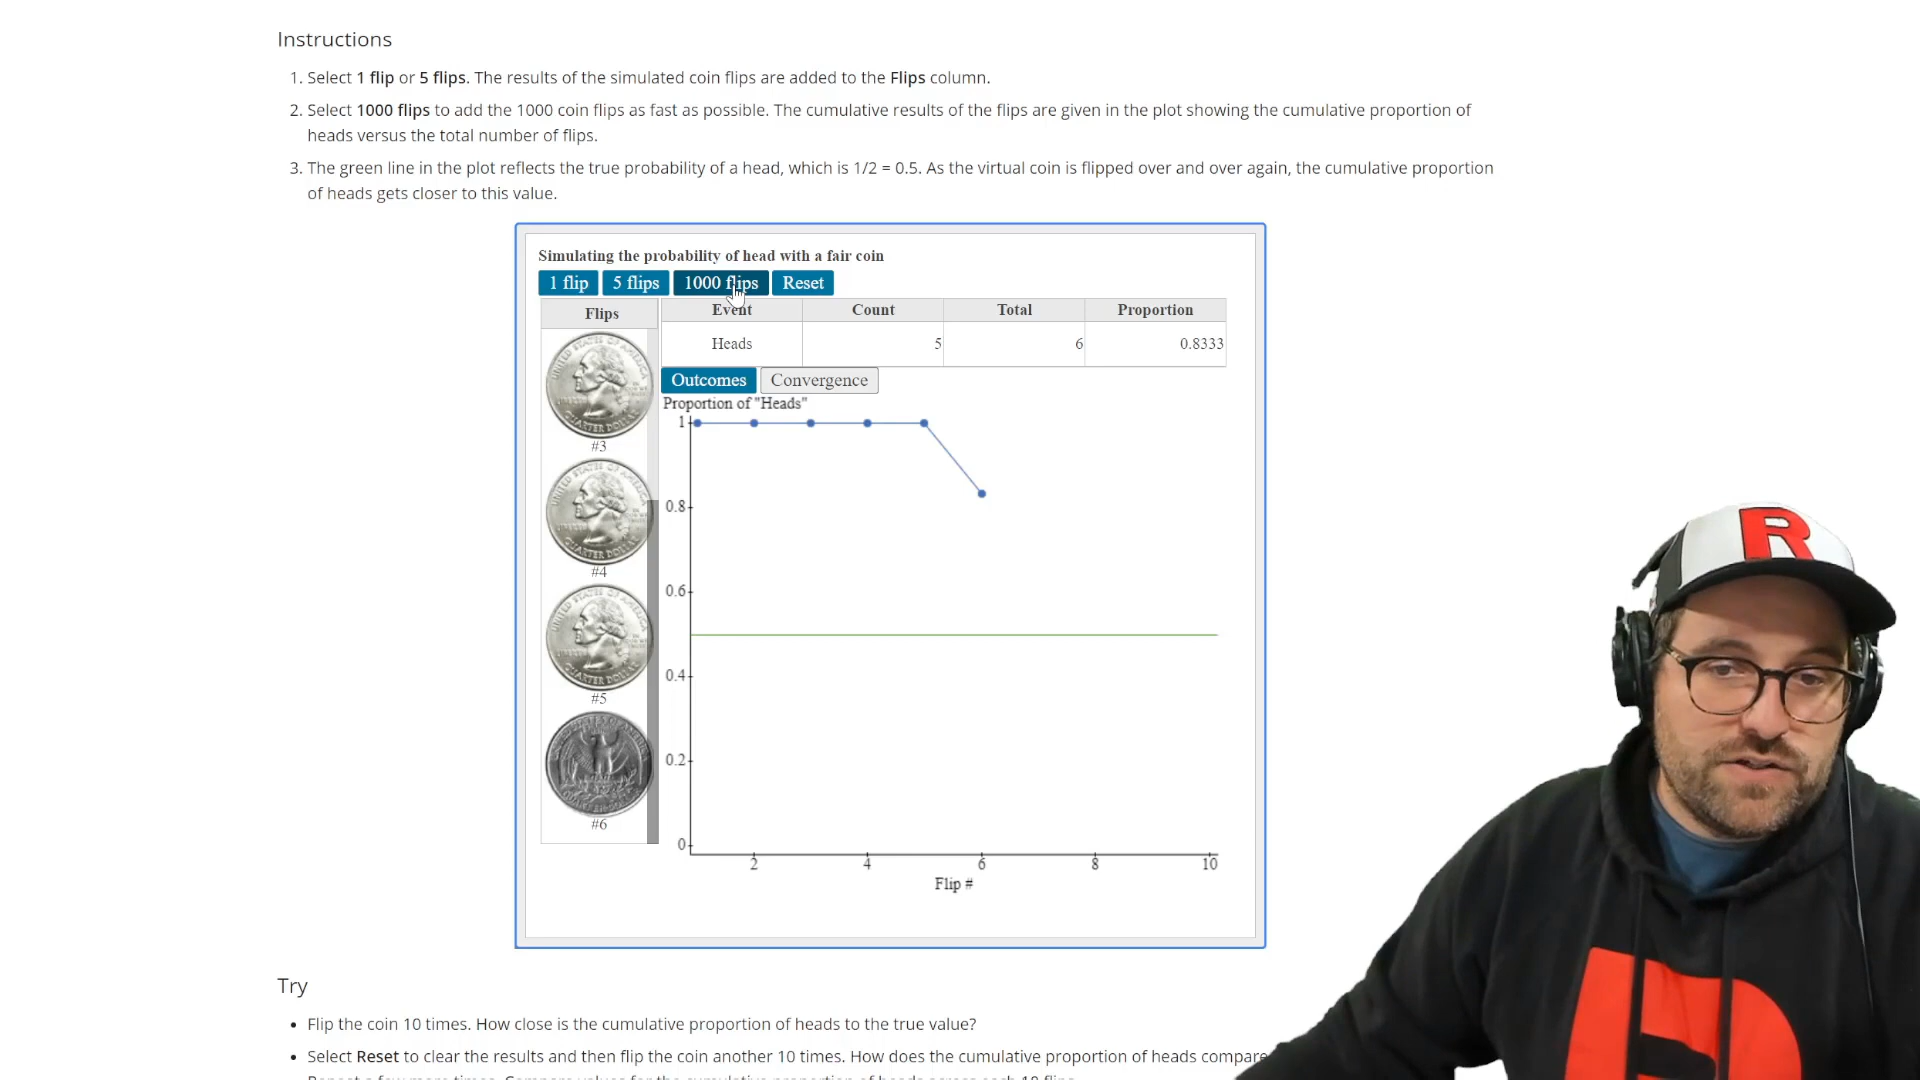 Instructions
1. Select 1 flip or 5 flips. The results of the simulated coin flips are added to the Flips column.
2. Select 1000 flips to add the 1000 coin flips as fast as possible. The cumulative results of the flips are given in the plot showing the cumulative proportion of
heads versus the total number of flips.
3. The green line in the plot reflects the true probability of a head, which is 1/2 = 0.5. As the virtual coin is flipped over and over again, the cumulative proportion
of heads gets closer to this value.
Simulating the probability of head with a fair coin
1 flip 5 flips 1000 flips Reset
Flips Event Count Total Proportion
Heads 5 6 0.8333
Outcomes Convergence
Proportion of "Heads"
1
0.8
0.6
0.4
0.2
0
2 4 6 8 10
Flip #
#3
#4
#5
#6
R
Try
• Flip the coin 10 times. How close is the cumulative proportion of heads to the true value?
• Select Reset to clear the results and then flip the coin another 10 times. How does the cumulative proportion of heads compare